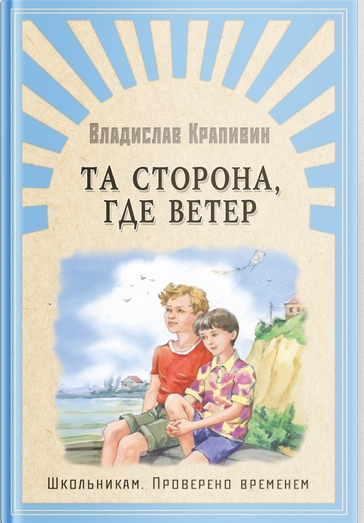 Владислав Крапивин
ТА СТОРОНА,
ГДЕ ВЕТЕР
Школьникам. Проверено временем